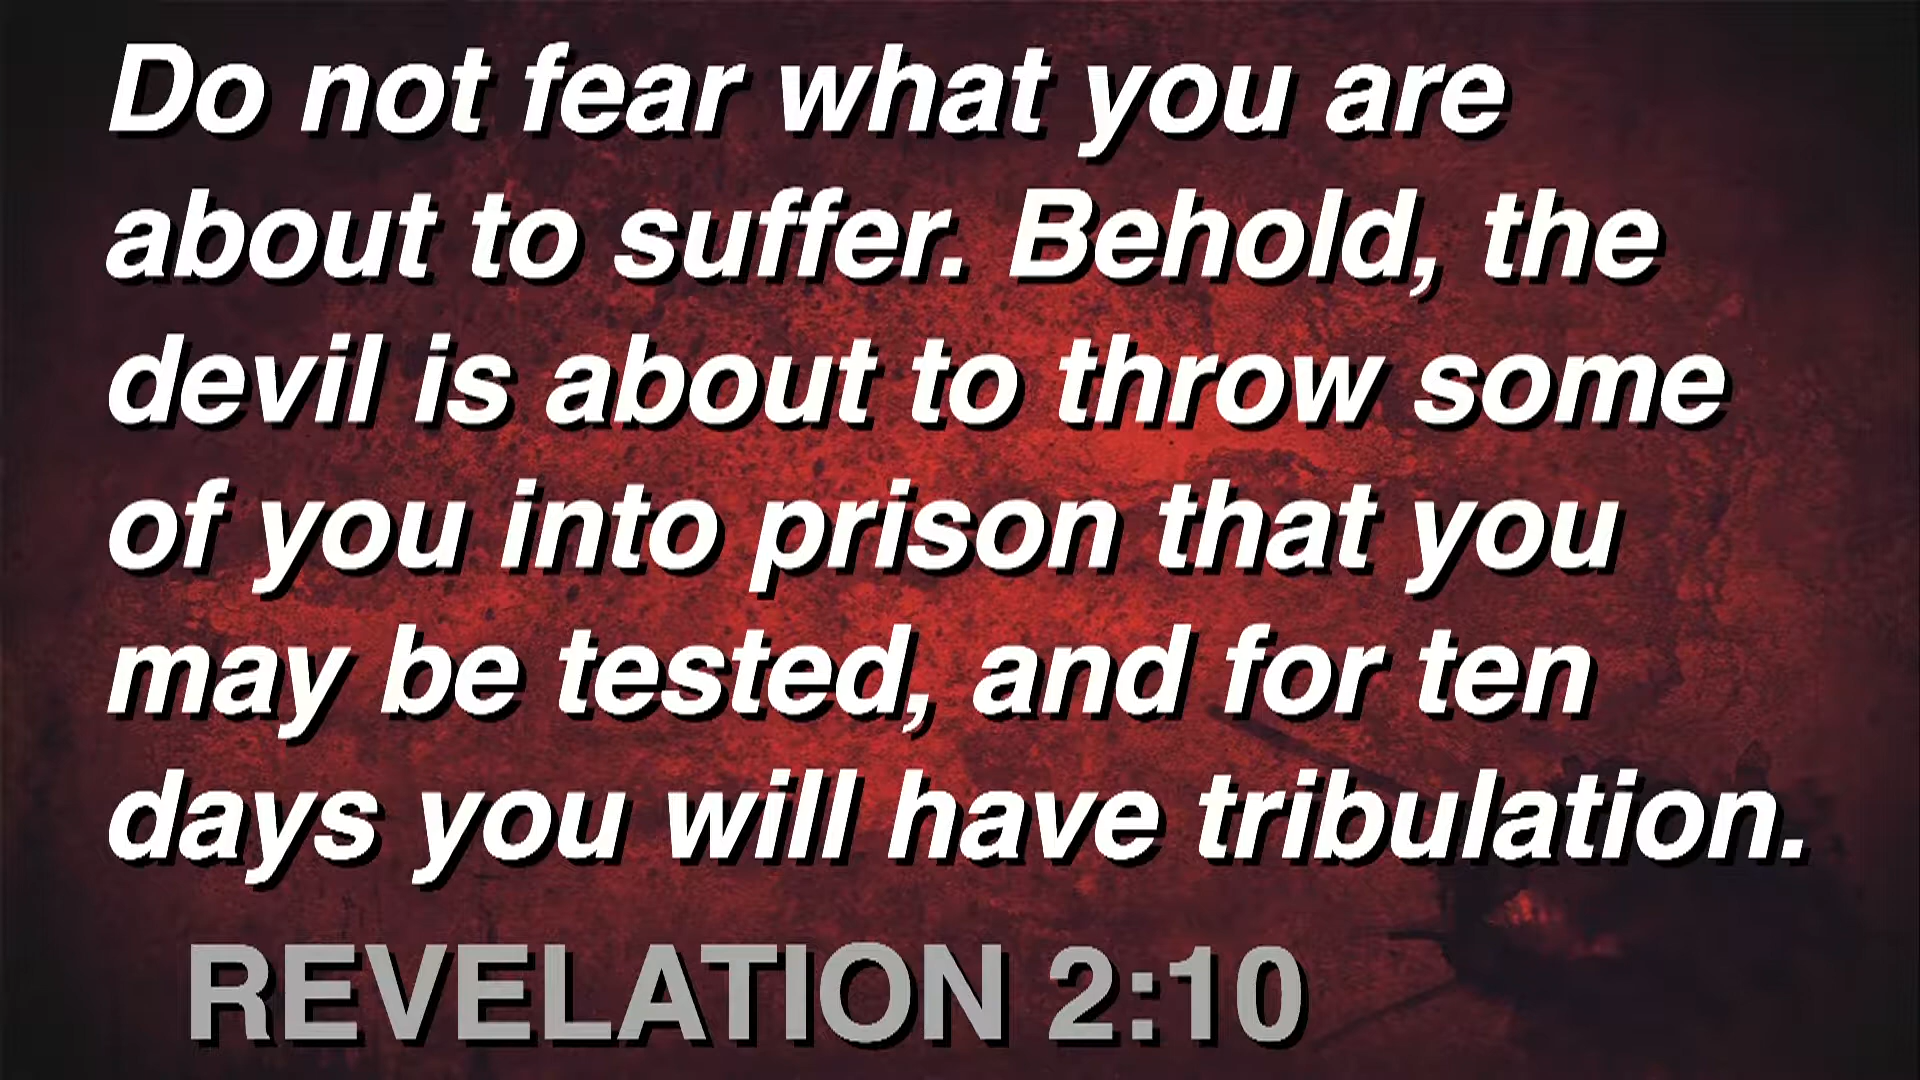 Do not fear what you are
about to suffer. Behold, the
devil is about to throw some
of you into prison that you
may be tested, and for ten
days you will have tribulation.
REVELATION 2:10